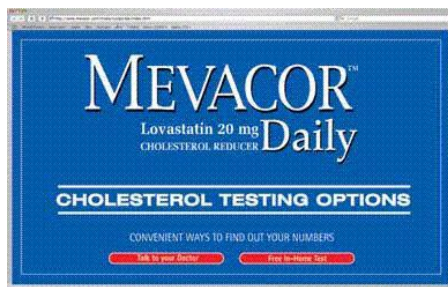 MEVACOR™
Lovastatin 20 mg
CHOLESTEROL REDUCER
Daily
CHOLESTEROL TESTING OPTIONS
CONVENIENT WAYS TO FIND OUT YOUR NUMBERS
Talk to your Doctor
Free In-Home Test